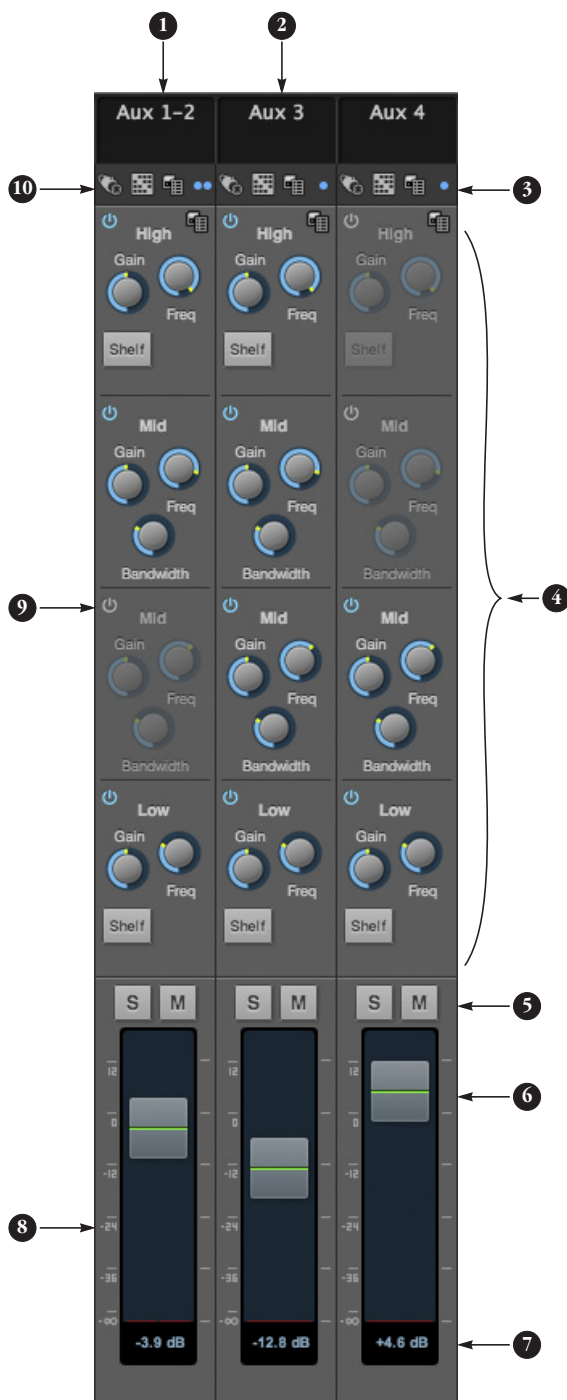 1 2
Aux 1-2 Aux 3 Aux 4
10 3
High High High
Gain Gain Gain
Freq Freq Freq
Shelf Shelf Shelf
Mid Mid Mid
Gain Gain Gain
Freq Freq Freq
Bandwidth Bandwidth Bandwidth
9 4
Mid Mid Mid
Gain Gain Gain
Freq Freq Freq
Bandwidth Bandwidth Bandwidth
Low Low Low
Gain Gain Gain
Freq Freq Freq
Shelf Shelf Shelf
S M S M S M 5
12 12 12
6
0 0 0
-12 -12 -12
8 -24 -24 -24
-36 -36 -36
-∞ -∞ -∞
-3.9 dB -12.8 dB +4.6 dB 7